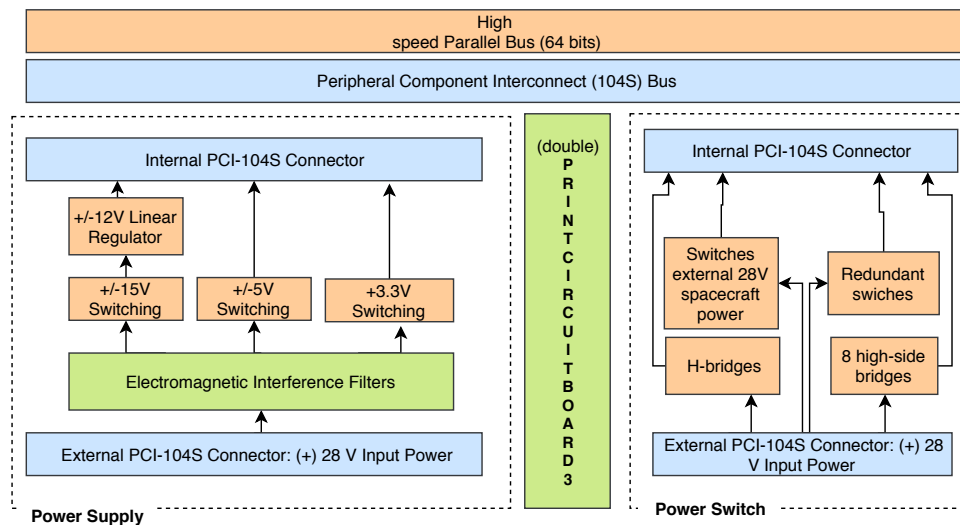 High
speed Parallel Bus (64 bits)
Peripheral Component Interconnect (104S) Bus
Internal PCI-104S Connector
+/-12V Linear
Regulator
+/-15V
Switching
+/-5V
Switching
+3.3V
Switching
Electromagnetic Interference Filters
External PCI-104S Connector: (+) 28 V Input Power
Power Supply
(double)
P
R
I
N
T
C
I
R
C
U
I
T
B
O
A
R
D
3
Internal PCI-104S Connector
Switches
external 28V
spacecraft
power
Redundant
swiches
H-bridges
8 high-side
bridges
External PCI-104S Connector: (+) 28
V Input Power
Power Switch